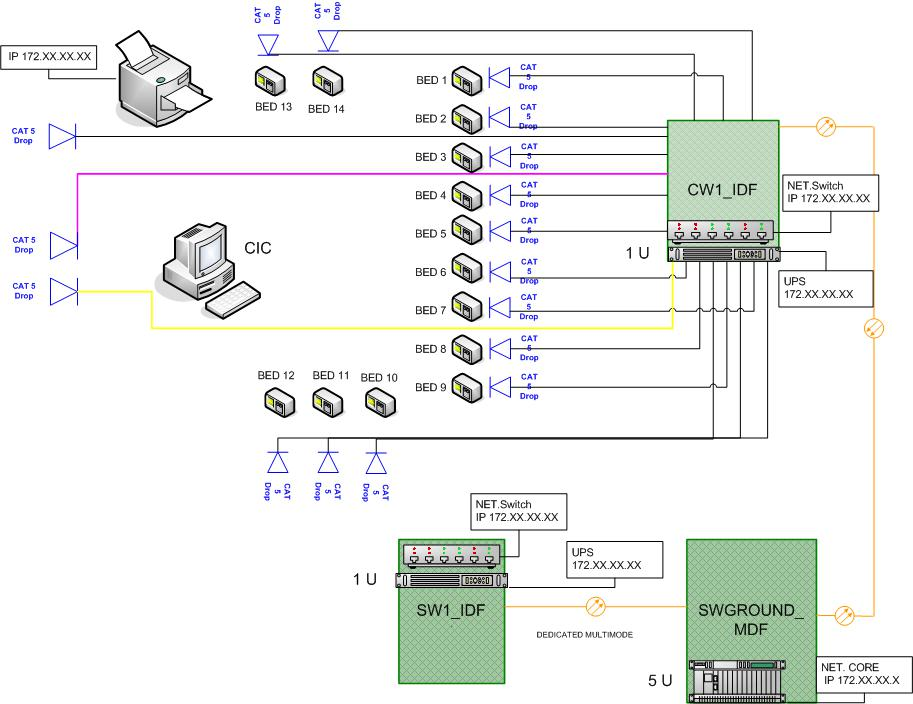 CAT
5
Drop
CAT
5
Drop
IP 172.XX.XX.XX
BED 13
BED 14
BED 1
CAT
5
Drop
BED 2
CAT
5
Drop
CAT 5
Drop
BED 3
CAT
5
Drop
BED 4
CAT
5
Drop
CW1_IDF
NET.Switch
IP 172.XX.XX.XX
BED 5
CAT
5
Drop
CAT 5
Drop
CIC
1 U
BED 6
CAT
5
Drop
UPS
172.XX.XX.XX
CAT 5
Drop
BED 7
CAT
5
Drop
BED 8
CAT
5
Drop
BED 9
CAT
5
Drop
BED 12
BED 11
BED 10
CAT
5
Drop
CAT
5
Drop
CAT
5
Drop
NET.Switch
IP 172.XX.XX.XX
UPS
172.XX.XX.XX
1 U
SW1_IDF
SWGROUND_
MDF
DEDICATED MULTIMODE
5 U
NET. CORE
IP 172.XX.XX.X